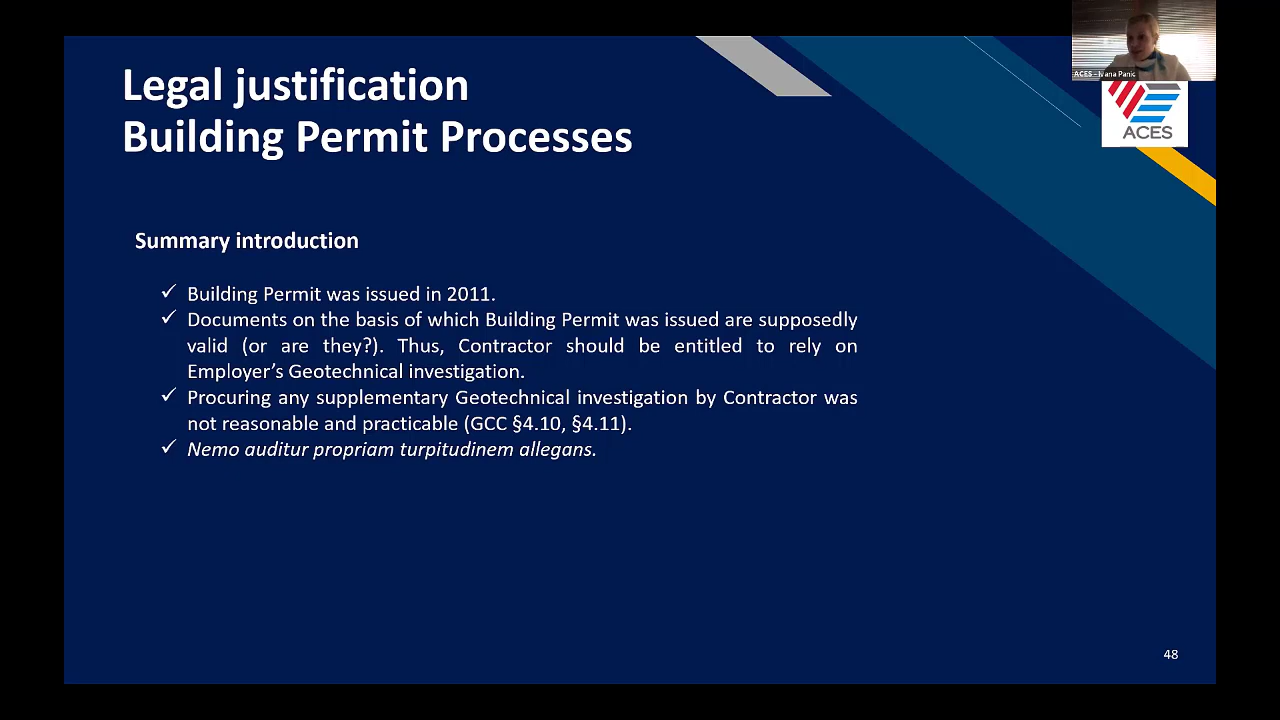 ACES - Ivana Panic
ACES
Legal justification
Building Permit Processes
Summary introduction
✓ Building Permit was issued in 2011.
✓ Documents on the basis of which Building Permit was issued are supposedly
valid (or are they?). Thus, Contractor should be entitled to rely on
Employer’s Geotechnical investigation.
✓ Procuring any supplementary Geotechnical investigation by Contractor was
not reasonable and practicable (GCC §4.10, §4.11).
✓ Nemo auditur propriam turpitudinem allegans.
48